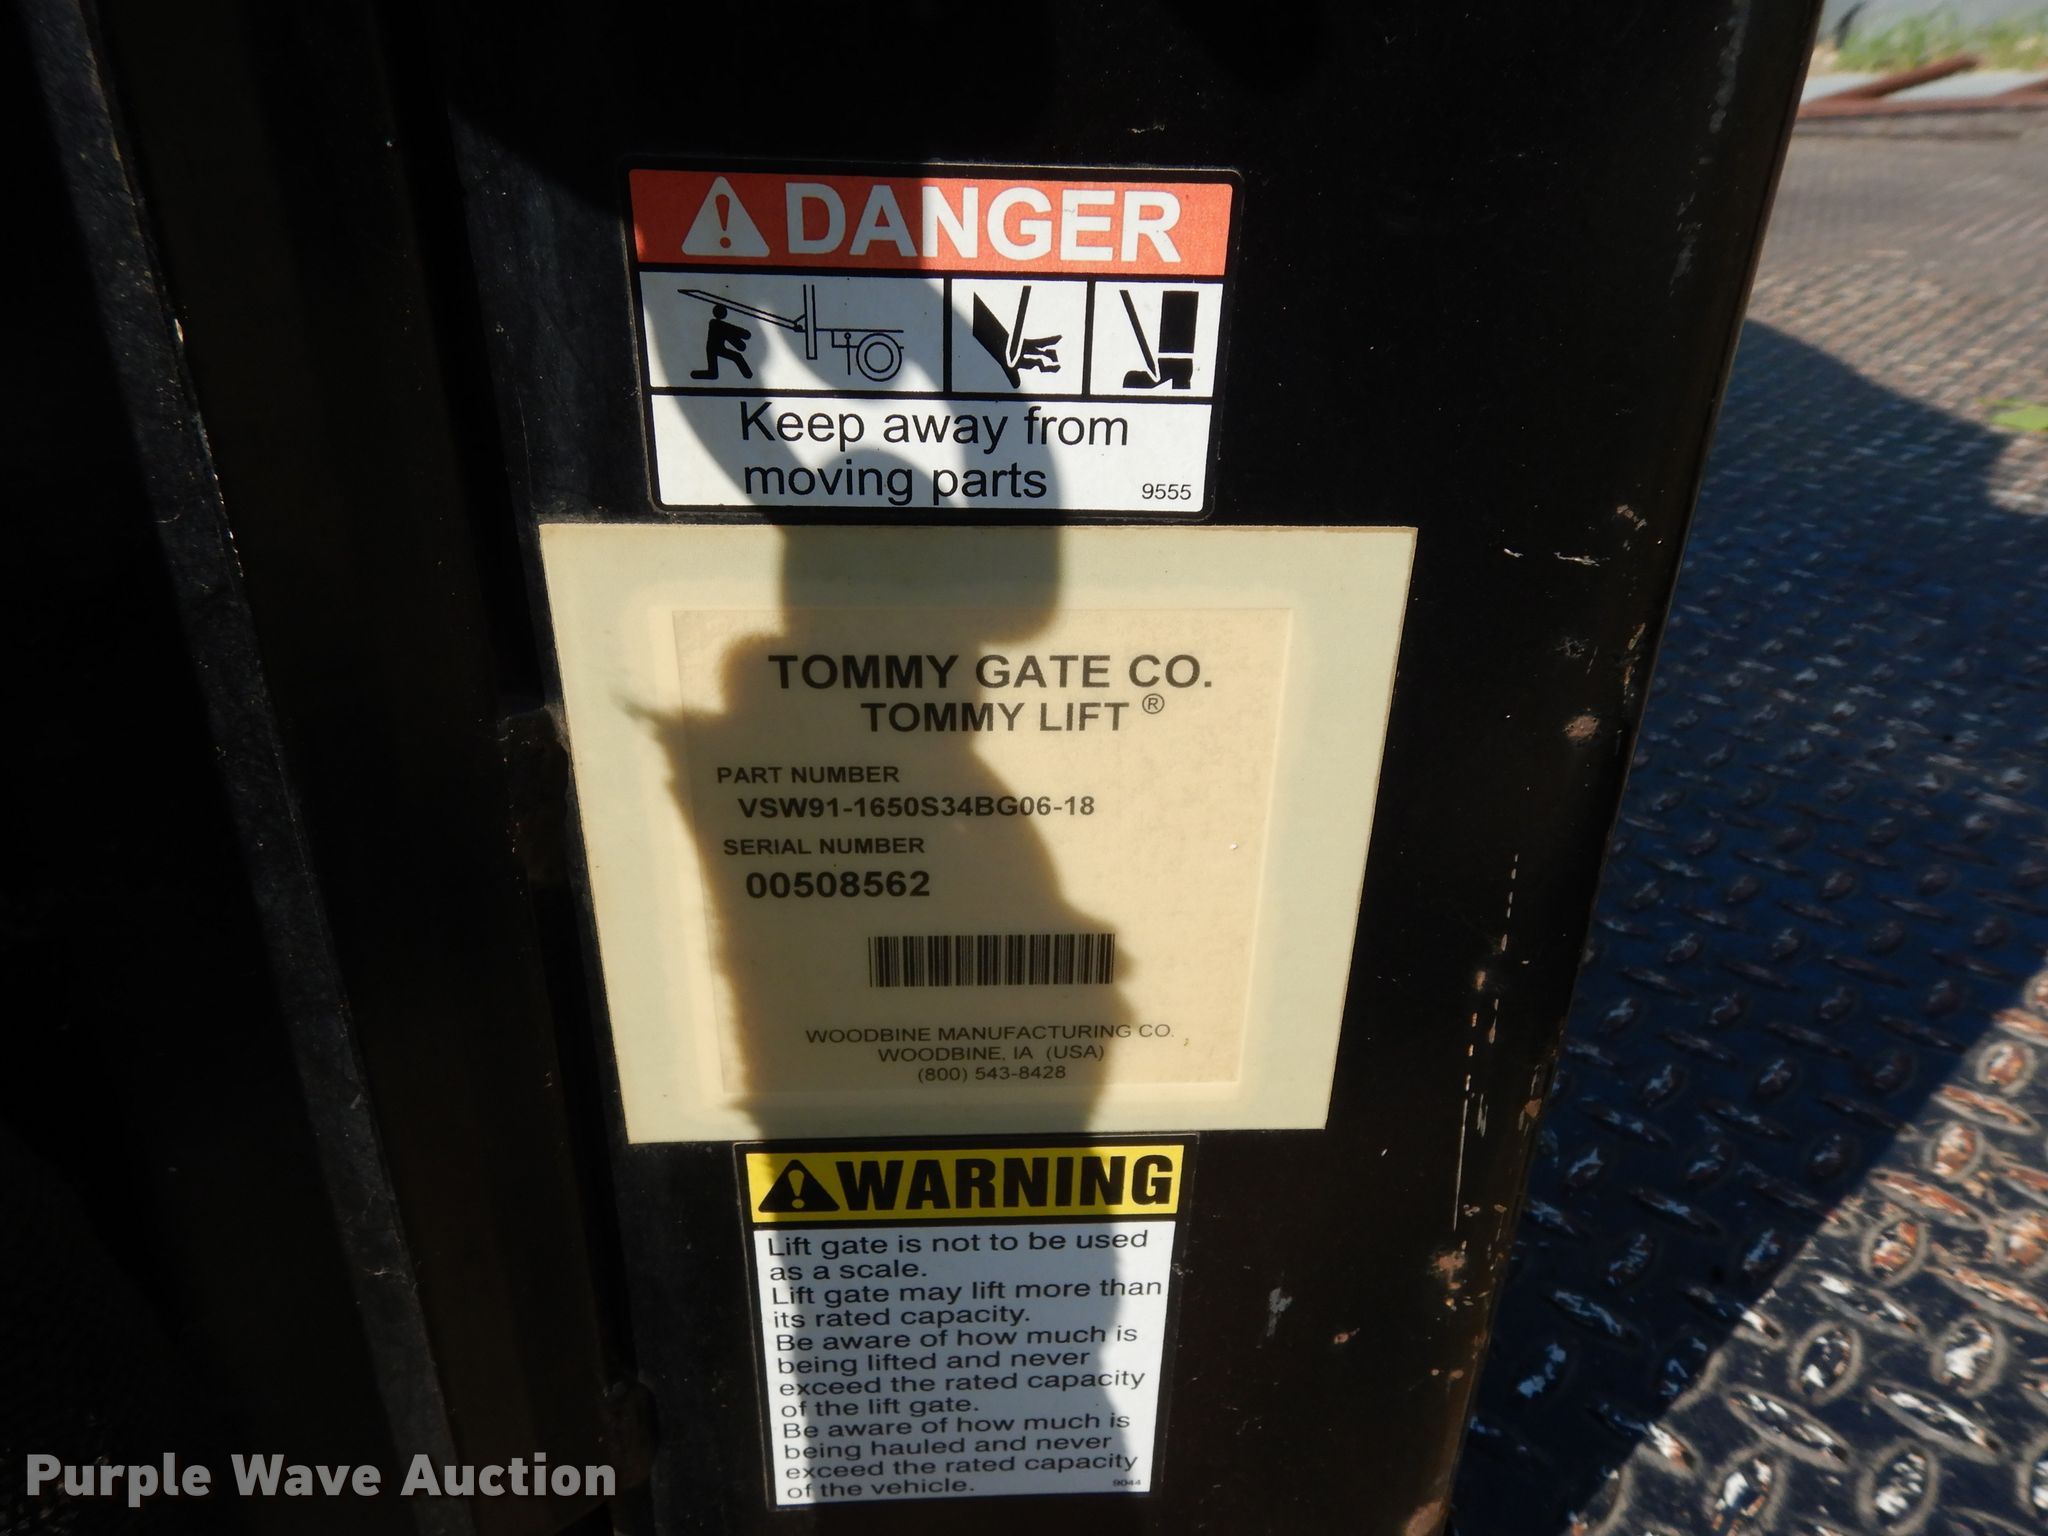 DANGER
Keep away from
moving parts
9555
TOMMY GATE CO.
TOMMY LIFT ®
PART NUMBER
VSW91-1650S34BG06-18
SERIAL NUMBER
00508562
WOODBINE MANUFACTURING CO.
WOODBINE, IA (USA)
(800) 543-8428
WARNING
Lift gate is not to be used
as a scale.
Lift gate may lift more than
its rated capacity.
Be aware of how much is
being lifted and never
exceed the rated capacity
of the lift gate.
Be aware of how much is
being hauled and never
exceed the rated capacity
of the vehicle.
9044
Purple Wave Auction